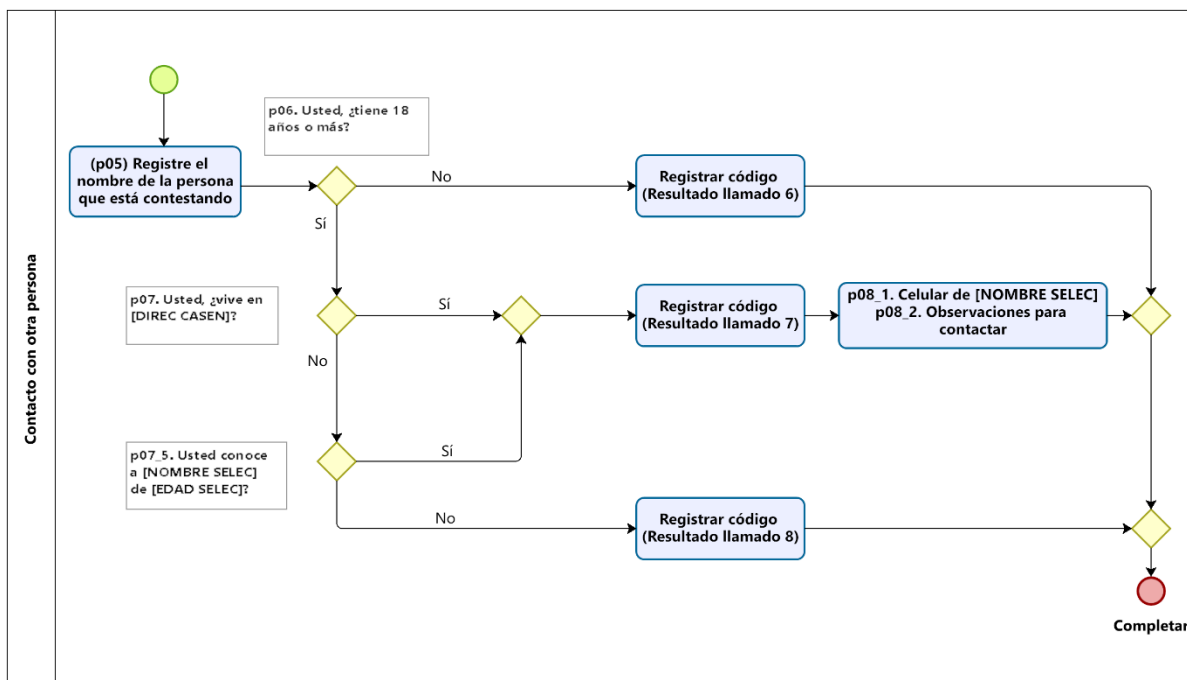 Contacto con otra persona
p06. Usted, ¿tiene 18
años o más?
(p05) Registre el
nombre de la persona
que está contestando
No
Registrar código
(Resultado llamado 6)
Sí
p07. Usted, ¿vive en
[DIREC CASEN]?
Sí
Registrar código
(Resultado llamado 7)
p08_1. Celular de [NOMBRE SELEC]
p08_2. Observaciones para
contactar
No
p07_5. Usted conoce
a [NOMBRE SELEC]
de [EDAD SELEC]?
Sí
No
Registrar código
(Resultado llamado 8)
Completar